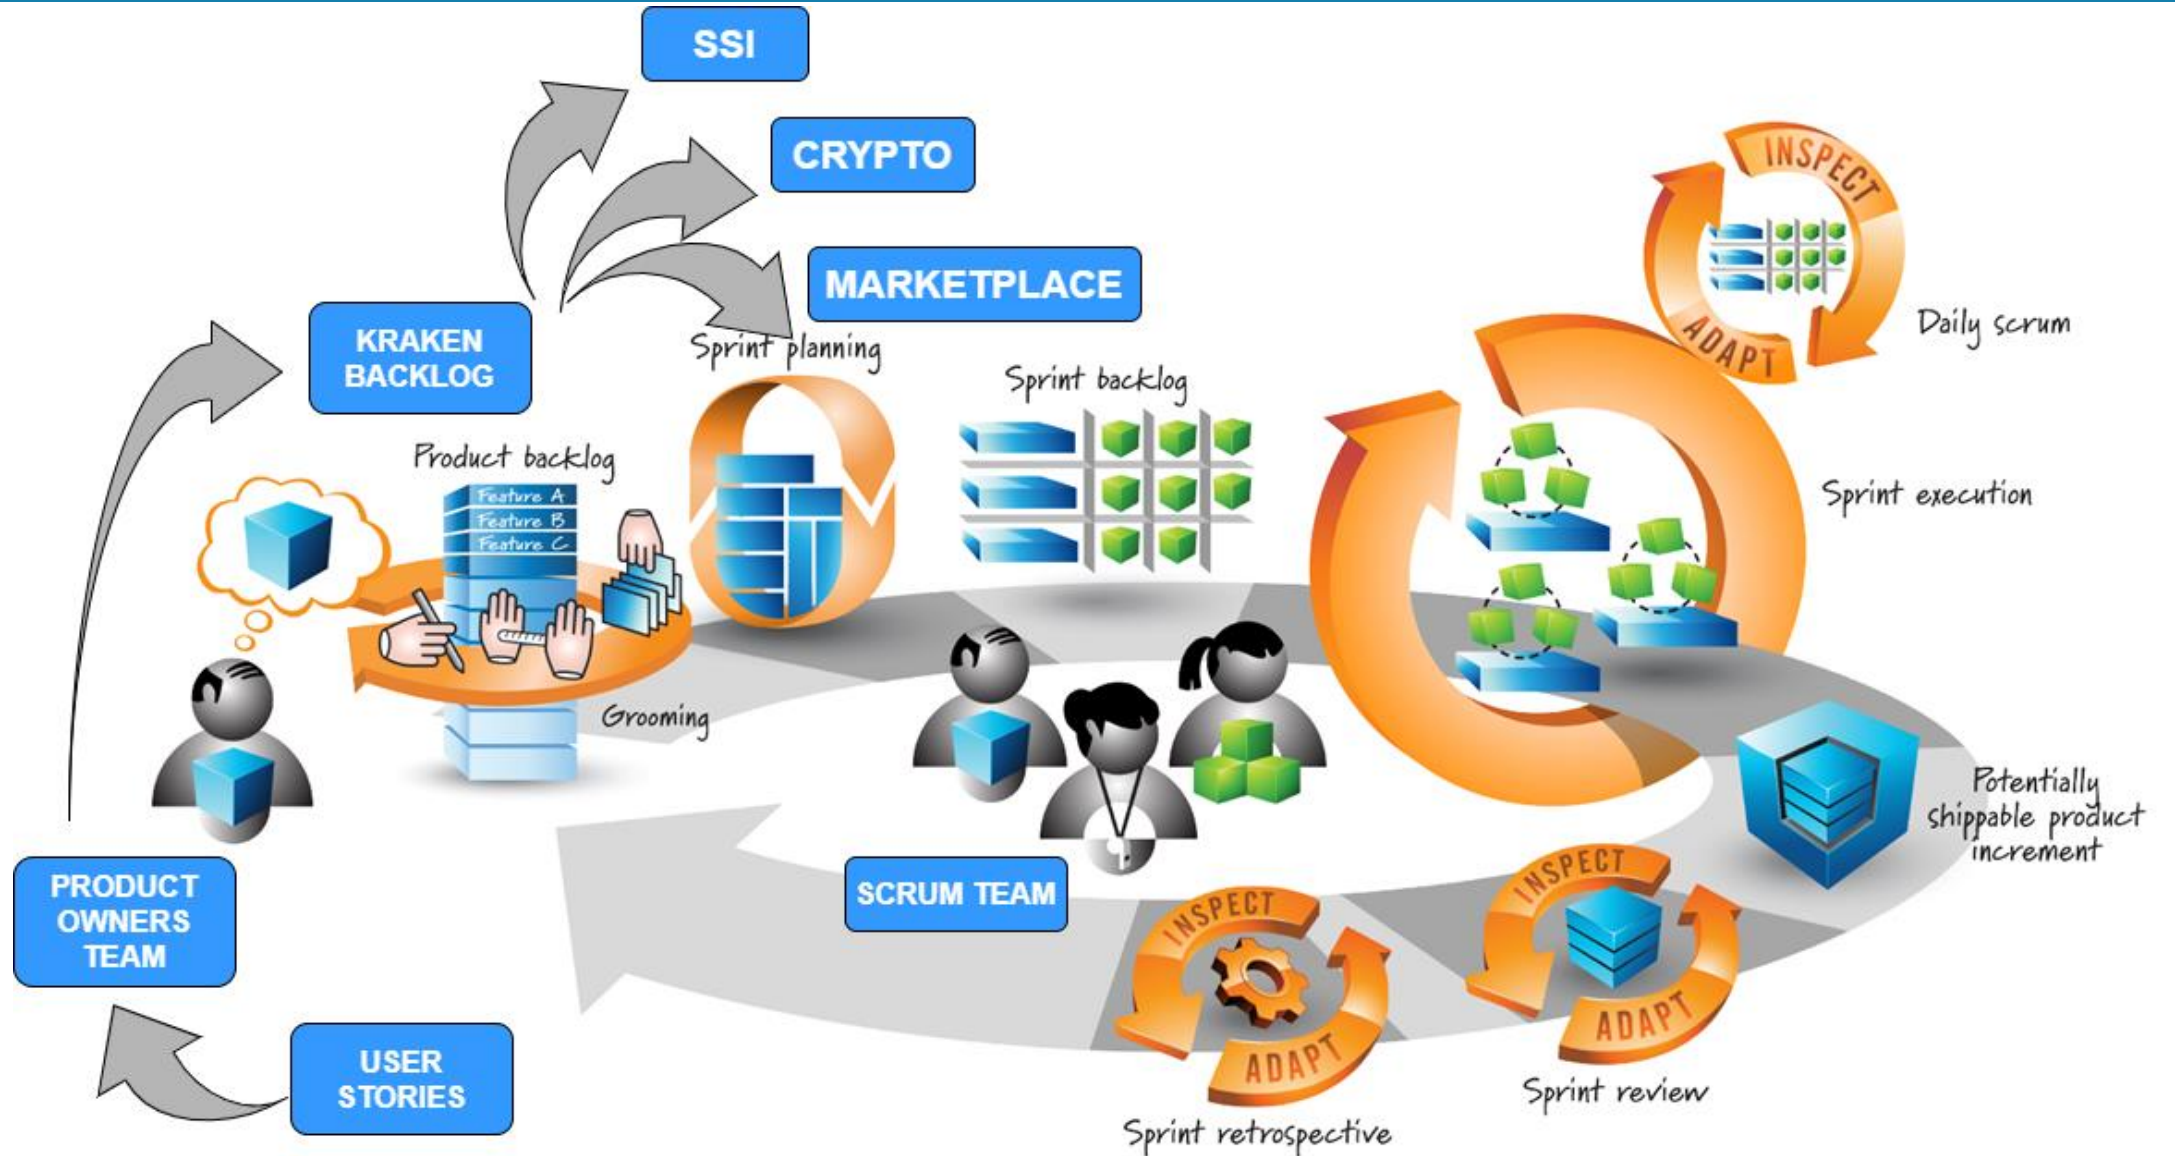 SSI
CRYPTO
MARKETPLACE
KRAKEN
BACKLOG
Sprint planning
Sprint backlog
INSPECT
ADAPT
Daily scrum
Product backlog
Feature A
Feature B
Feature C
Sprint execution
Grooming
Potentially
shippable product
increment
PRODUCT
OWNERS
TEAM
SCRUM TEAM
INSPECT
ADAPT
Sprint review
INSPECT
ADAPT
Sprint retrospective
USER
STORIES